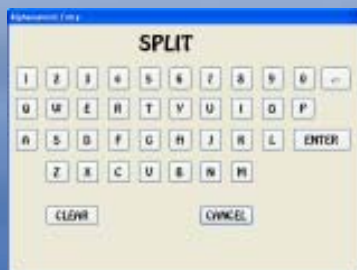 Alphanumeric Entry
SPLIT
1 2 3 4 5 6 7 8 9 0 ←
Q W E R T Y U I O P
A S D F G H J K L ENTER
Z X C V B N M
CLEAR CANCEL